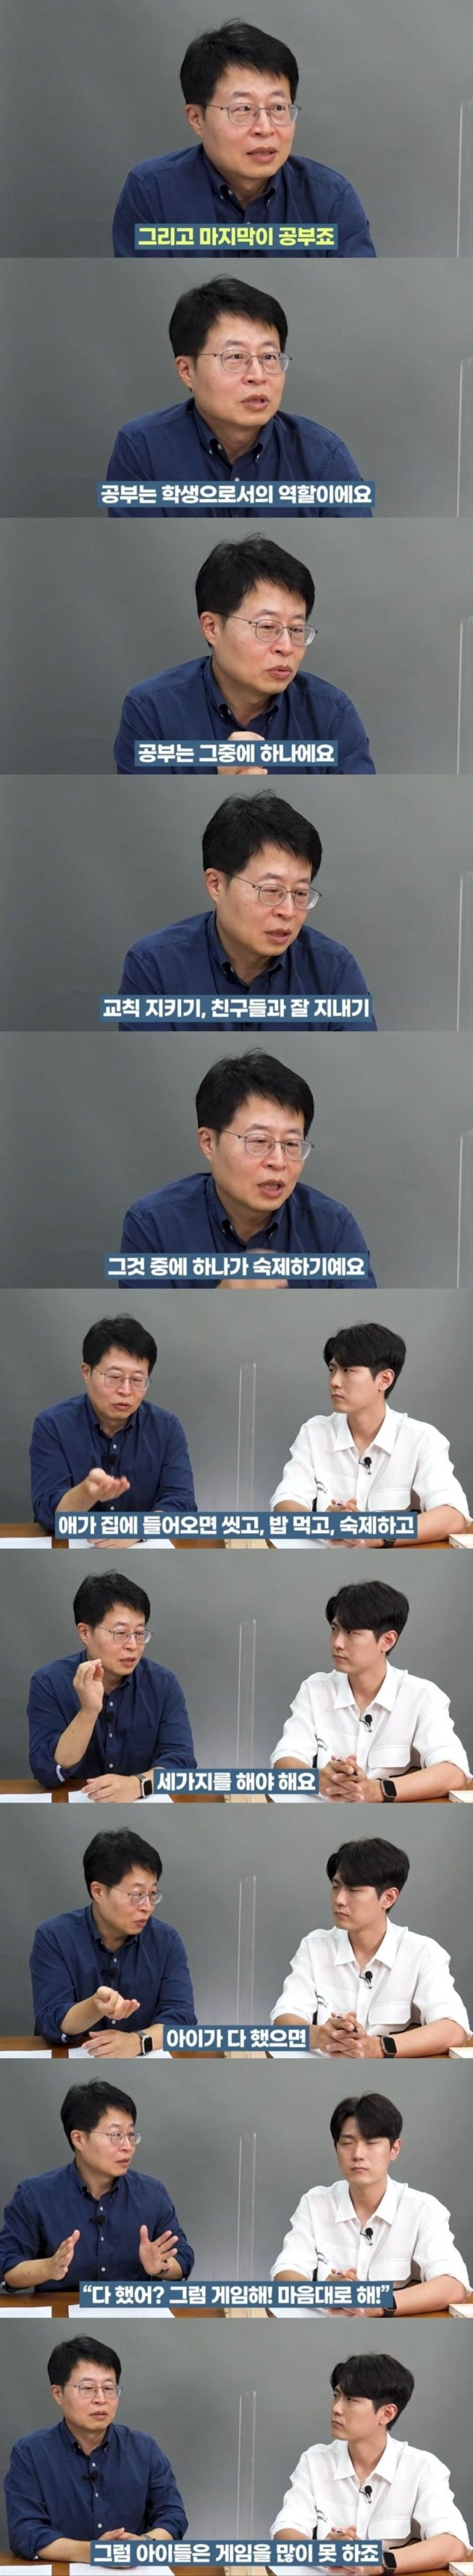 그리고 마지막이 공부죠
공부는 학생으로서의 역할이에요
공부는 그중에 하나에요
교칙 지키기, 친구들과 잘 지내기
그것 중에 하나가 숙제하기예요
애가 집에 들어오면 씻고, 밥 먹고, 숙제하고
세가지를 해야 해요
아이가 다 했으면
“다 했어? 그럼 게임해! 마음대로 해!”
그럼 아이들은 게임을 많이 못 하죠